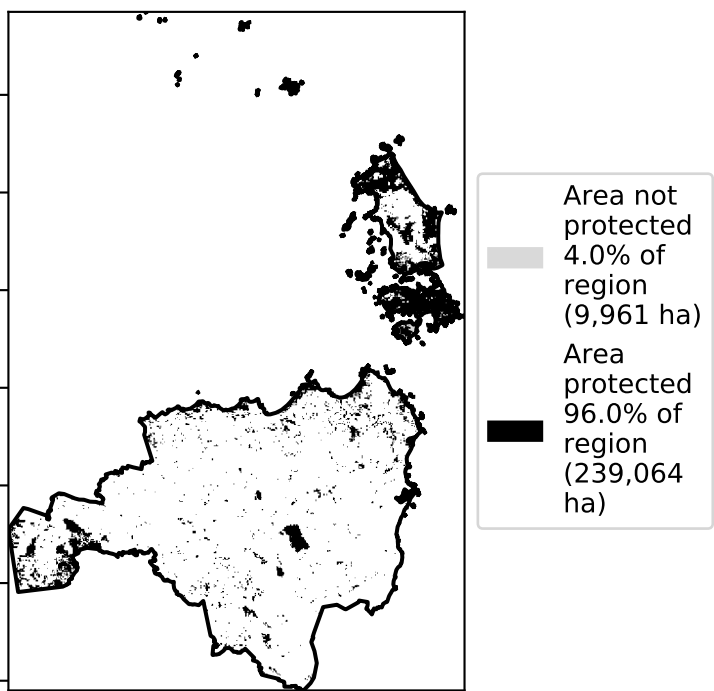 Area not
protected
4.0% of
region
(9,961 ha)
Area
protected
96.0% of
region
(239,064
ha)